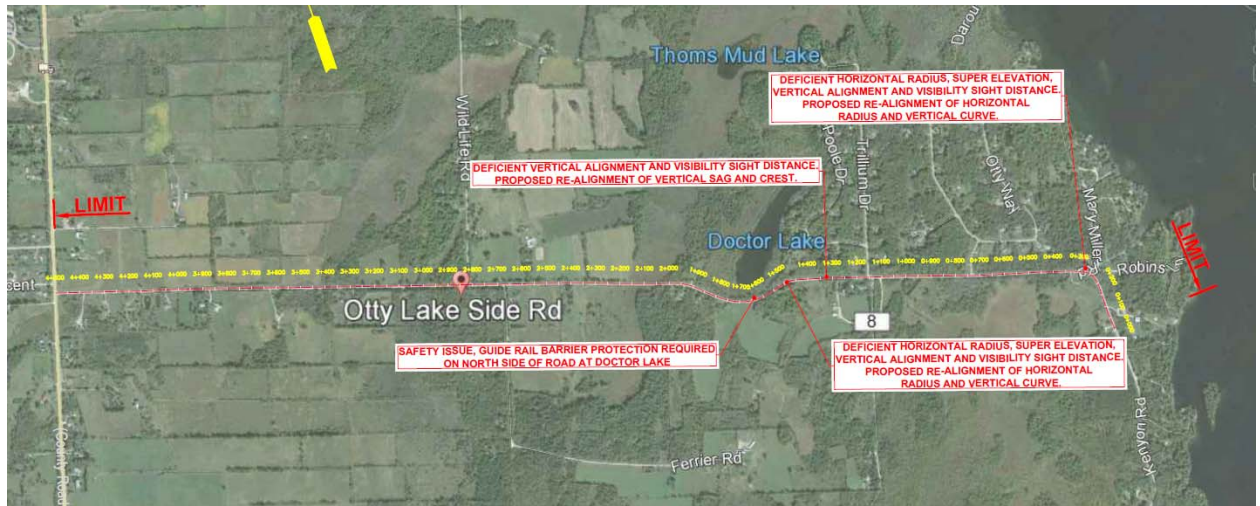 Thoms Mud Lake
Darou
DEFICIENT HORIZONTAL RADIUS, SUPER ELEVATION,
VERTICAL ALIGNMENT AND VISIBILITY SIGHT DISTANCE.
PROPOSED RE-ALIGNMENT OF HORIZONTAL
RADIUS AND VERTICAL CURVE.
Wild Life Rd
Poole Dr
Trillium Dr
Otty Way
Mary Miller
DEFICIENT VERTICAL ALIGNMENT AND VISIBILITY SIGHT DISTANCE.
PROPOSED RE-ALIGNMENT OF VERTICAL SAG AND CREST.
LIMIT
LIMIT
Doctor Lake
Robins
cent
Otty Lake Side Rd
8
SAFETY ISSUE, GUIDE RAIL BARRIER PROTECTION REQUIRED
ON NORTH SIDE OF ROAD AT DOCTOR LAKE
DEFICIENT HORIZONTAL RADIUS, SUPER ELEVATION,
VERTICAL ALIGNMENT AND VISIBILITY SIGHT DISTANCE.
PROPOSED RE-ALIGNMENT OF HORIZONTAL
RADIUS AND VERTICAL CURVE.
Kenyon Rd
Ferrier Rd
(County Road